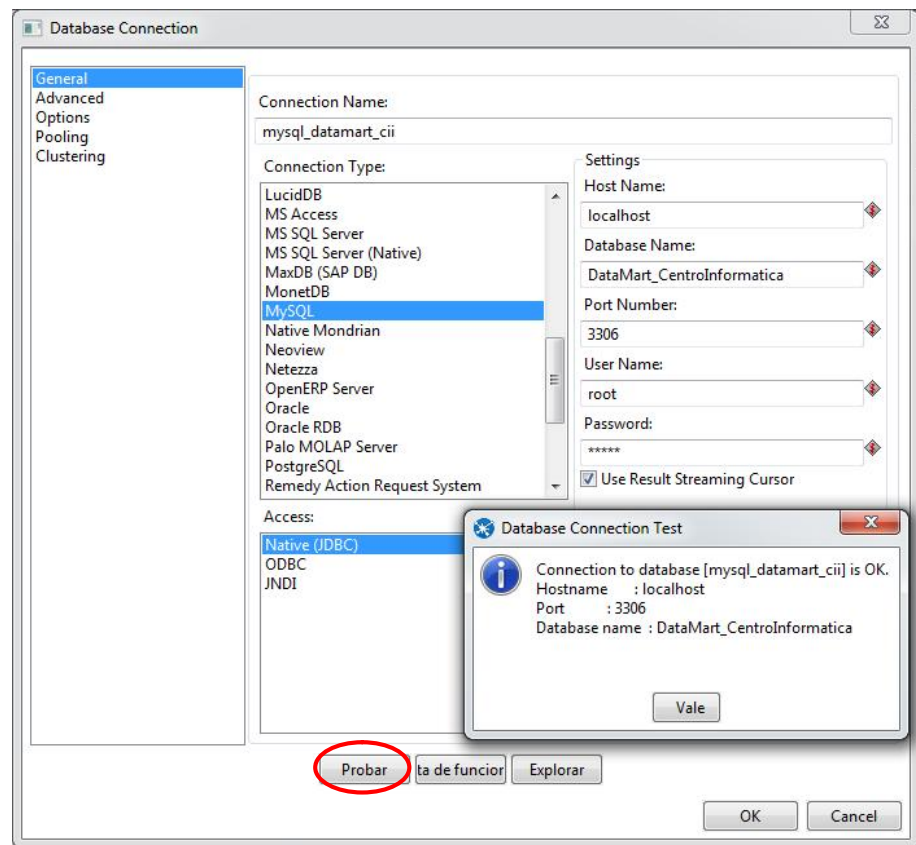 Database Connection
General
Advanced
Options
Pooling
Clustering
Connection Name:
mysql_datamart_cii
Connection Type:
LucidDB
MS Access
MS SQL Server
MS SQL Server (Native)
MaxDB (SAP DB)
MonetDB
MySQL
Native Mondrian
Neoview
Netezza
OpenERP Server
Oracle
Oracle RDB
Palo MOLAP Server
PostgreSQL
Remedy Action Request System
Settings
Host Name:
localhost
Database Name:
DataMart_CentroInformatica
Port Number:
3306
User Name:
root
Password:
*****
Use Result Streaming Cursor
Access:
Native (JDBC)
ODBC
JNDI
Database Connection Test
Connection to database [mysql_datamart_cii] is OK.
Hostname : localhost
Port : 3306
Database name : DataMart_CentroInformatica
Vale
Probar
ta de funcior
Explorar
OK
Cancel